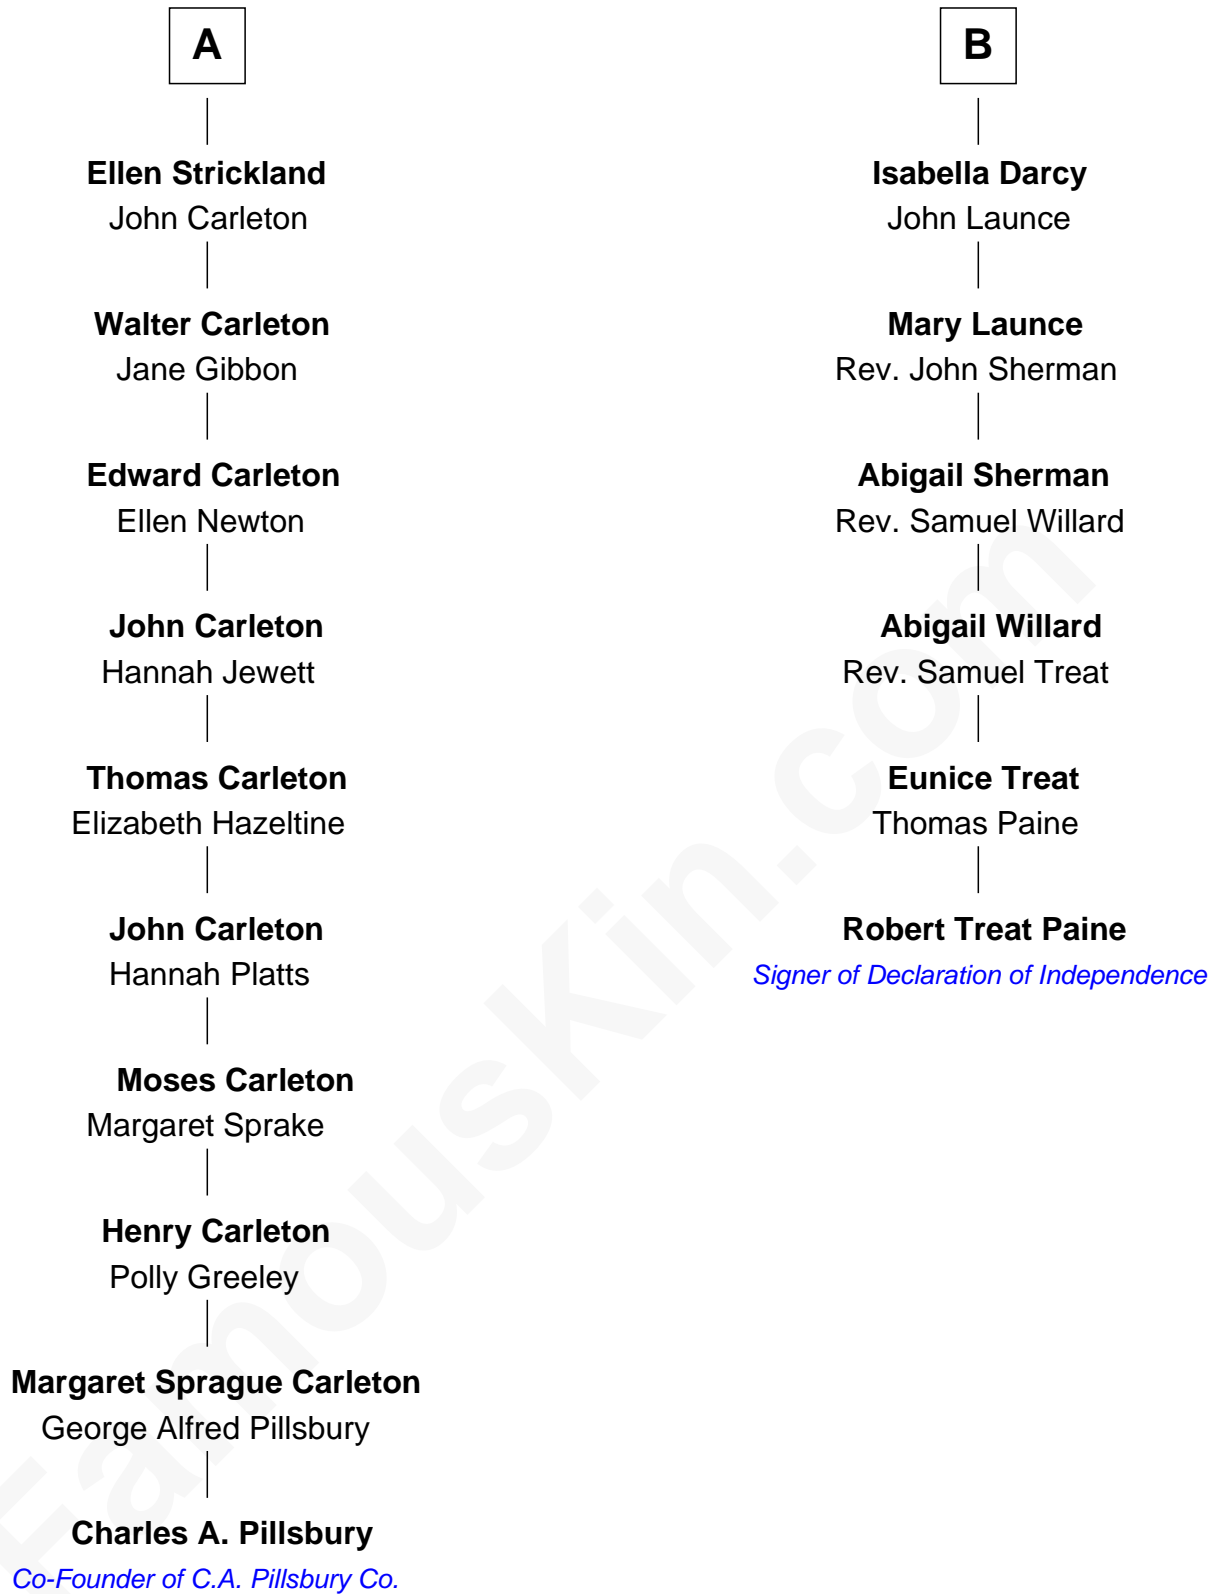 A
Ellen Strickland
John Carleton
Walter Carleton
Jane Gibbon
Edward Carleton
Ellen Newton
John Carleton
Hannah Jewett
Thomas Carleton
Elizabeth Hazeltine
John Carleton
Hannah Platts
Moses Carleton
Margaret Sprake
Henry Carleton
Polly Greeley
Margaret Sprague Carleton
George Alfred Pillsbury
Charles A. Pillsbury
Co-Founder of C.A. Pillsbury Co.
B
Isabella Darcy
John Launce
Mary Launce
Rev. John Sherman
Abigail Sherman
Rev. Samuel Willard
Abigail Willard
Rev. Samuel Treat
Eunice Treat
Thomas Paine
Robert Treat Paine
Signer of Declaration of Independence
FamousKin.com